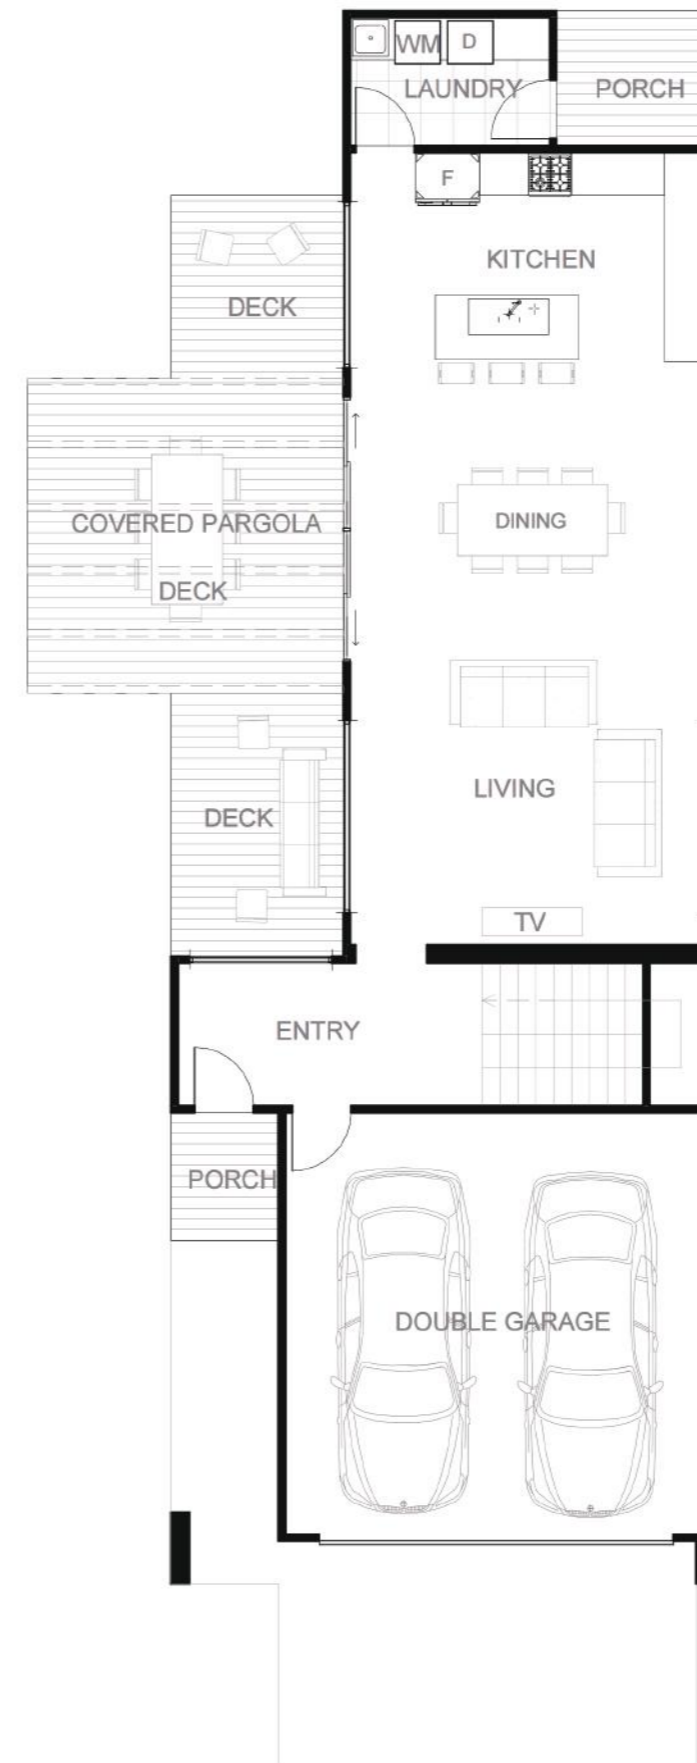 WM D
LAUNDRY
PORCH
F
KITCHEN
DECK
COVERED PARGOLA
DECK
DINING
LIVING
DECK
TV
ENTRY
PORCH
DOUBLE GARAGE